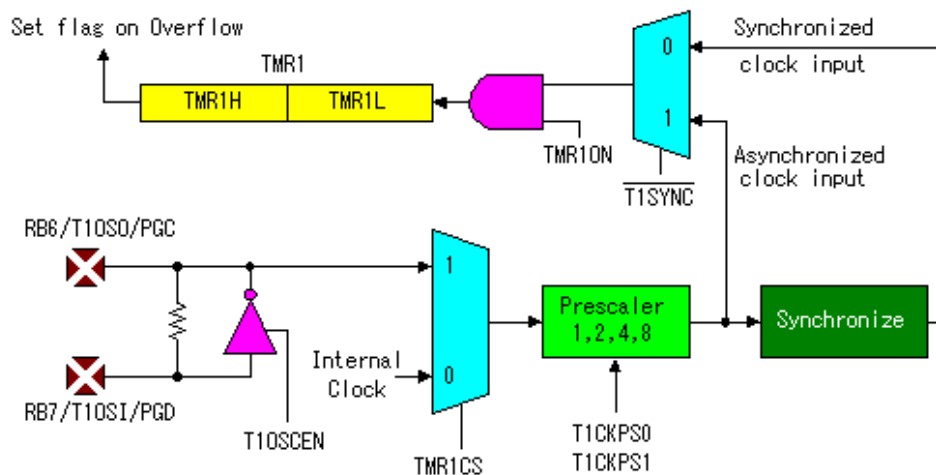 Set flag on Overflow
TMR1
TMR1H
TMR1L
TMR1ON
0
1
T1SYNC
Synchronized
clock input
Asynchronized
clock input
RB6/T1OSO/PGC
RB7/T1OSI/PGD
T1OSCEN
Internal
Clock
1
0
TMR1CS
Prescaler
1,2,4,8
T1CKPS0
T1CKPS1
Synchronize